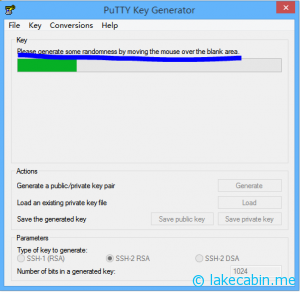 PuTTY Key Generator
File Key Conversions Help
Key
Please generate some randomness by moving the mouse over the blank area.
Actions
Generate a public/private key pair
Generate
Load an existing private key file
Load
Save the generated key
Save public key
Save private key
Parameters
Type of key to generate:
SSH-1 (RSA)
SSH-2 RSA
SSH-2 DSA
Number of bits in a generated key:
1024
© lakecabin.me